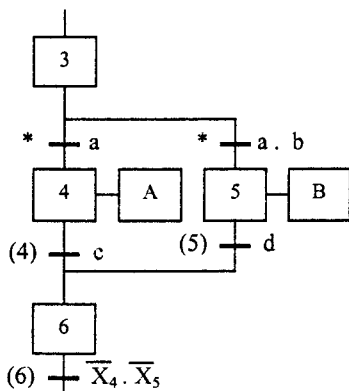 3
* a * a . b
4 A 5 B
(4) c (5) d
6
(6) X̅₄ . X̅₅